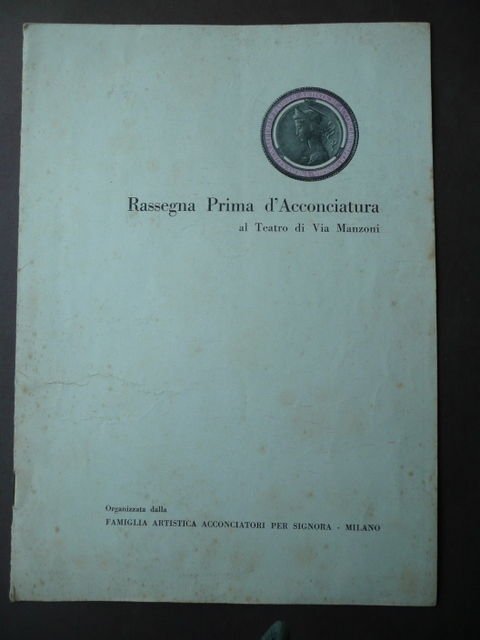 Rassegna Prima d'Acconciatura
al Teatro di Via Manzoni
Organizzata dalla
FAMIGLIA ARTISTICA ACCONCIATORI PER SIGNORA - MILANO